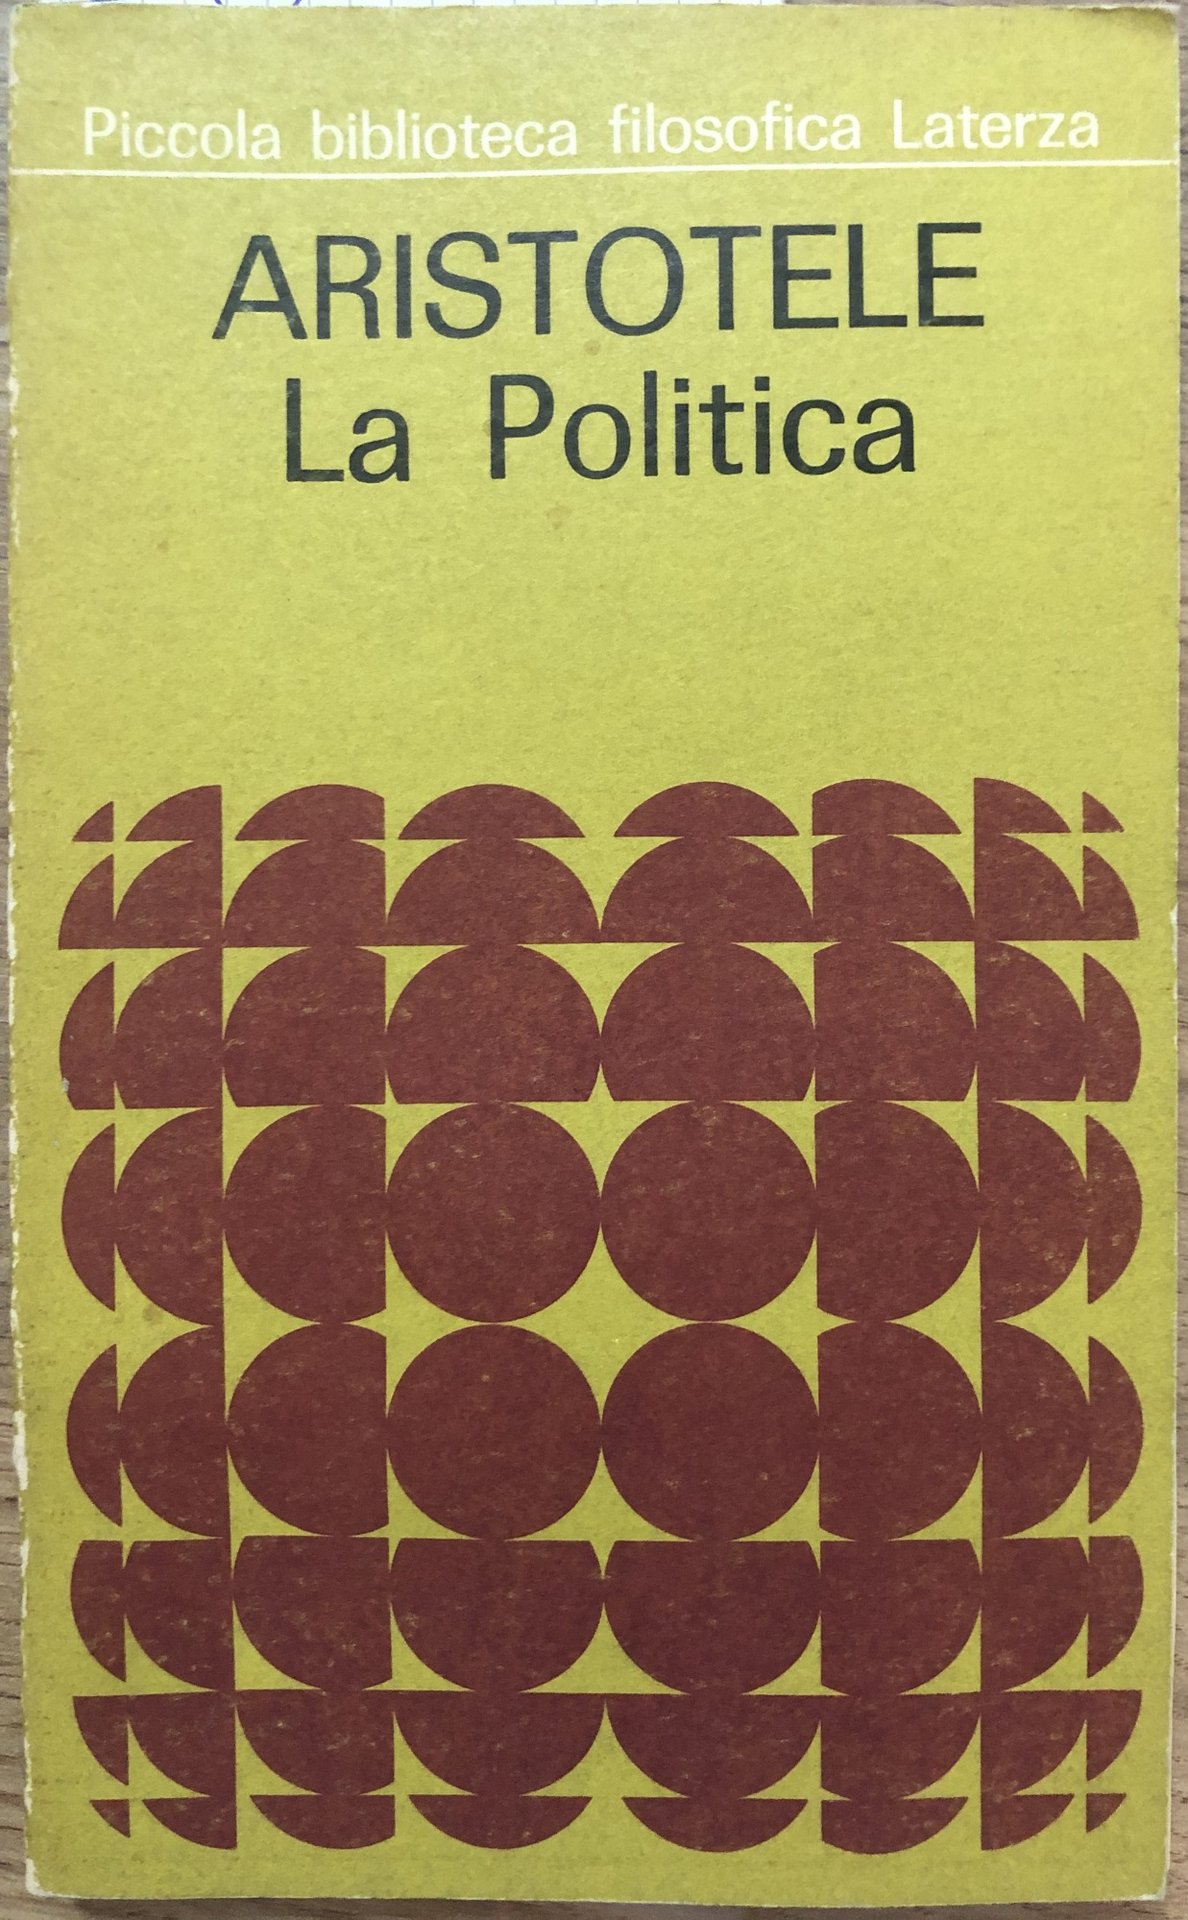 Piccola biblioteca filosofica Laterza
ARISTOTELE
La Politica